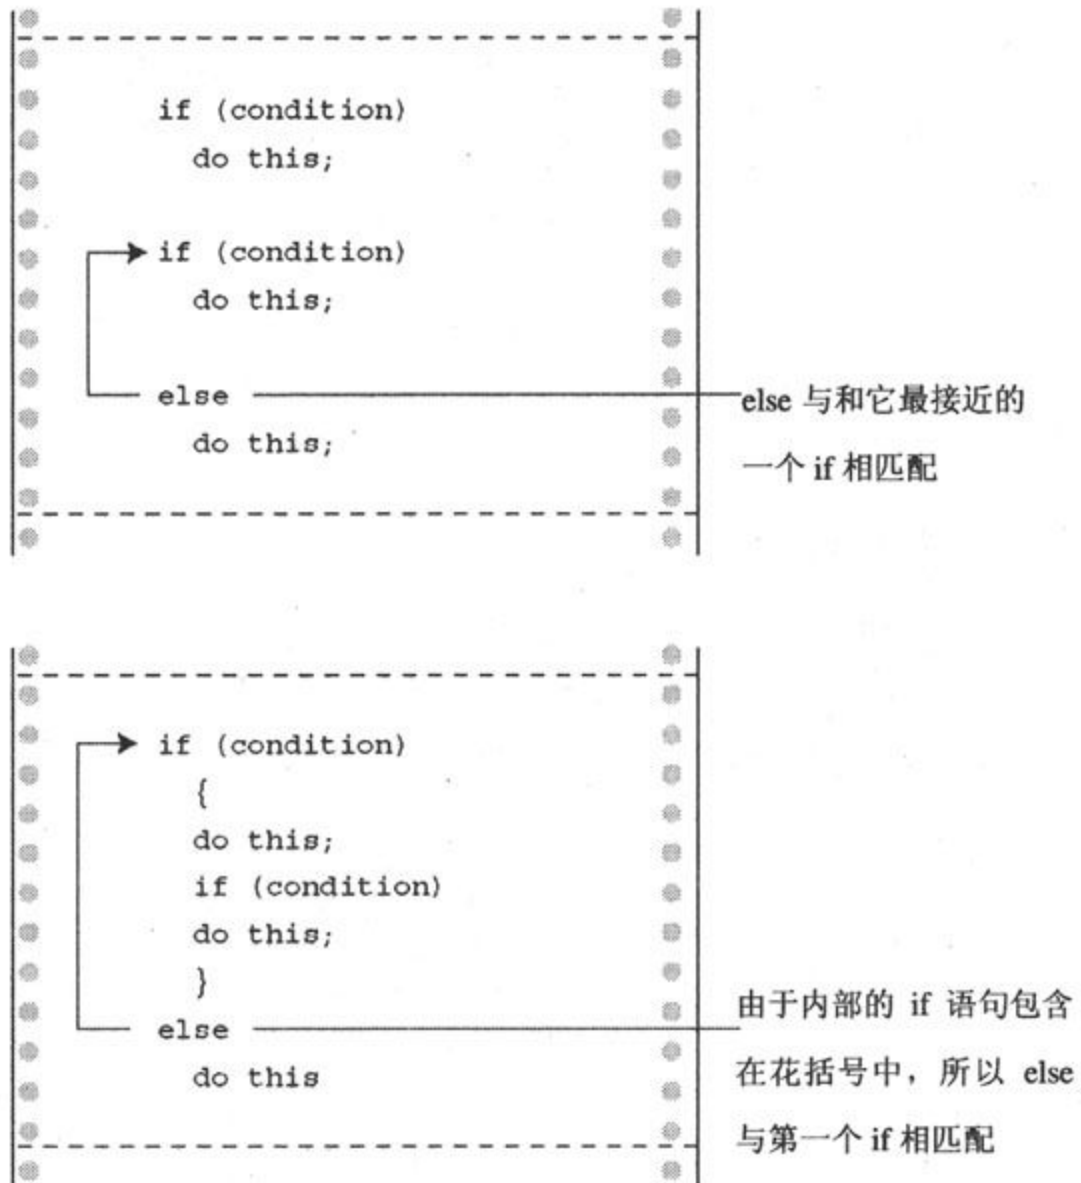 if (condition)
do this;
if (condition)
do this;
else
do this;
else 与和它最接近的
一个 if 相匹配
if (condition)
{
do this;
if (condition)
do this;
}
else
do this
由于内部的 if 语句包含
在花括号中，所以 else
与第一个 if 相匹配